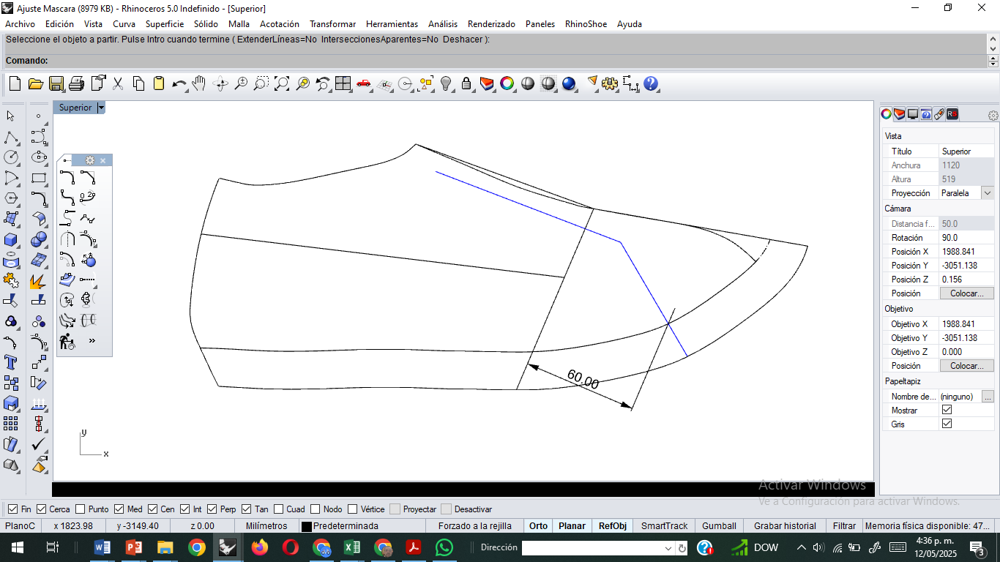 Ajuste Mascara (8979 KB) - Rhinoceros 5.0 Indefinido - [Superior]
Archivo Edición Vista Curva Superficie Sólido Malla Acotación Transformar Herramientas Análisis Renderizado Paneles RhinoShoe Ayuda
Seleccione el objeto a partir. Pulse Intro cuando termine ( ExtenderLíneas=No InterseccionesAparentes=No Deshacer ):
Comando:
Superior
60.00
y
x
Vista
Título Superior
Anchura 1120
Altura 519
Proyección Paralela
Cámara
Distancia f... 50.0
Rotación 90.0
Posición X 1988.841
Posición Y -3051.138
Posición Z 0.156
Posición Colocar...
Objetivo
Objetivo X 1988.841
Objetivo Y -3051.138
Objetivo Z 0.000
Posición Colocar...
Papeltapiz
Nombre de... (ninguno) ...
Mostrar
Gris
Activar Windows
Ve a Configuración para activar Windows.
Fin Cerca Punto Med Cen Int Perp Tan Cuad Nodo Vértice Proyectar Desactivar
PlanoC x 1823.98 y -3149.40 z 0.00 Milímetros Predeterminada Forzado a la rejilla Orto Planar RefObj SmartTrack Gumball Grabar historial Filtrar Memoria física disponible: 47...
Dirección DOW 4:36 p. m.
12/05/2025 3